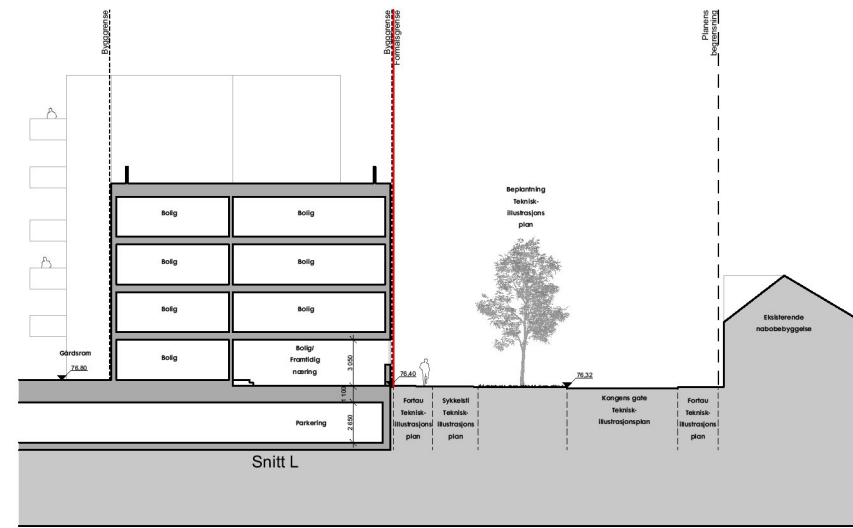 Byggrense
Byggrense
Formålsgrense
Planens
begrensning
Beplantning
Teknisk-
illustrasjons
plan
Bolig
Bolig
Bolig
Bolig
Bolig
Bolig
Bolig
Bolig/
Framtidig
næring
3 050
Gårdsrom
76,80
76,40
76,32
Eksisterende
nabobebyggelse
1 100
Parkering
2 650
Fortau
Teknisk-
illustrasjons
plan
Sykkelsti
Teknisk-
illustrasjons
plan
Kongens gate
Teknisk-
illustrasjonsplan
Fortau
Teknisk-
illustrasjons
plan
Snitt L